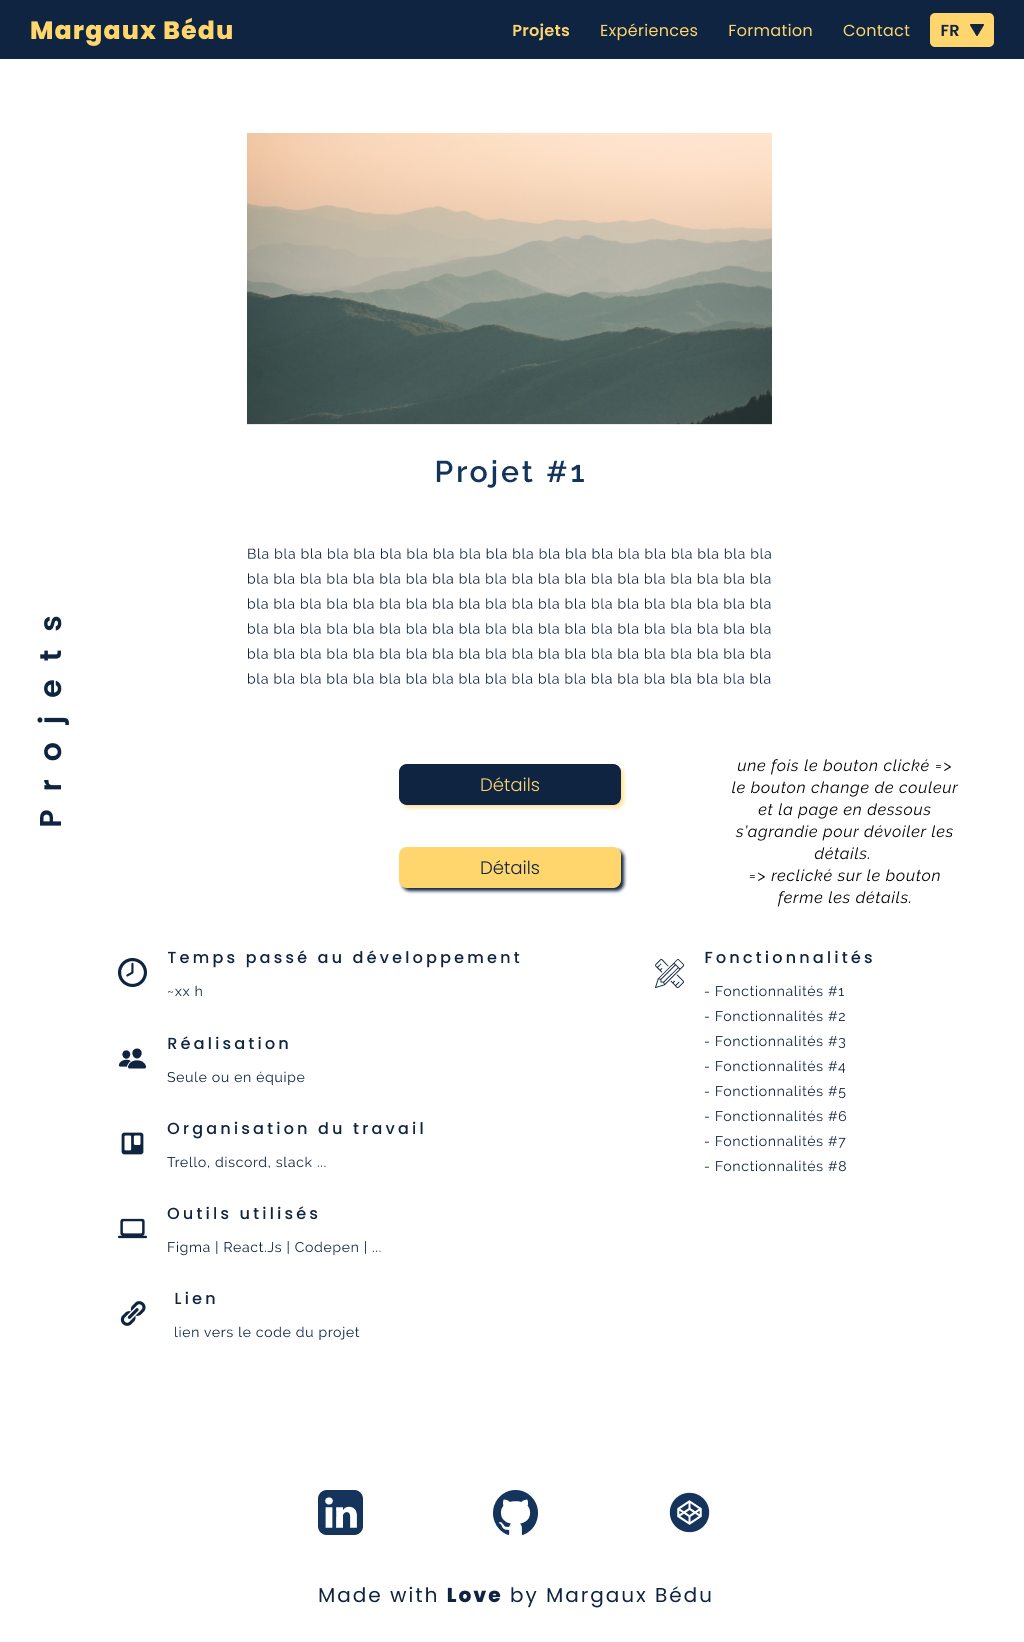 Margaux Bédu
Projets
Expériences
Formation
Contact
FR
Projet #1
Bla bla bla bla bla bla bla bla bla bla bla bla bla bla bla bla bla bla bla bla
bla bla bla bla bla bla bla bla bla bla bla bla bla bla bla bla bla bla bla bla
bla bla bla bla bla bla bla bla bla bla bla bla bla bla bla bla bla bla bla bla
bla bla bla bla bla bla bla bla bla bla bla bla bla bla bla bla bla bla bla bla
bla bla bla bla bla bla bla bla bla bla bla bla bla bla bla bla bla bla bla bla
bla bla bla bla bla bla bla bla bla bla bla bla bla bla bla bla bla bla bla bla
Projets
Détails
Détails
une fois le bouton clické =>
le bouton change de couleur
et la page en dessous
s'agrandie pour dévoiler les
détails.
=> reclické sur le bouton
ferme les détails.
Temps passé au développement
~xx h
Réalisation
Seule ou en équipe
Organisation du travail
Trello, discord, slack ...
Outils utilisés
Figma | React.Js | Codepen | ...
Lien
lien vers le code du projet
Fonctionnalités
- Fonctionnalités #1
- Fonctionnalités #2
- Fonctionnalités #3
- Fonctionnalités #4
- Fonctionnalités #5
- Fonctionnalités #6
- Fonctionnalités #7
- Fonctionnalités #8
in
Made with Love by Margaux Bédu